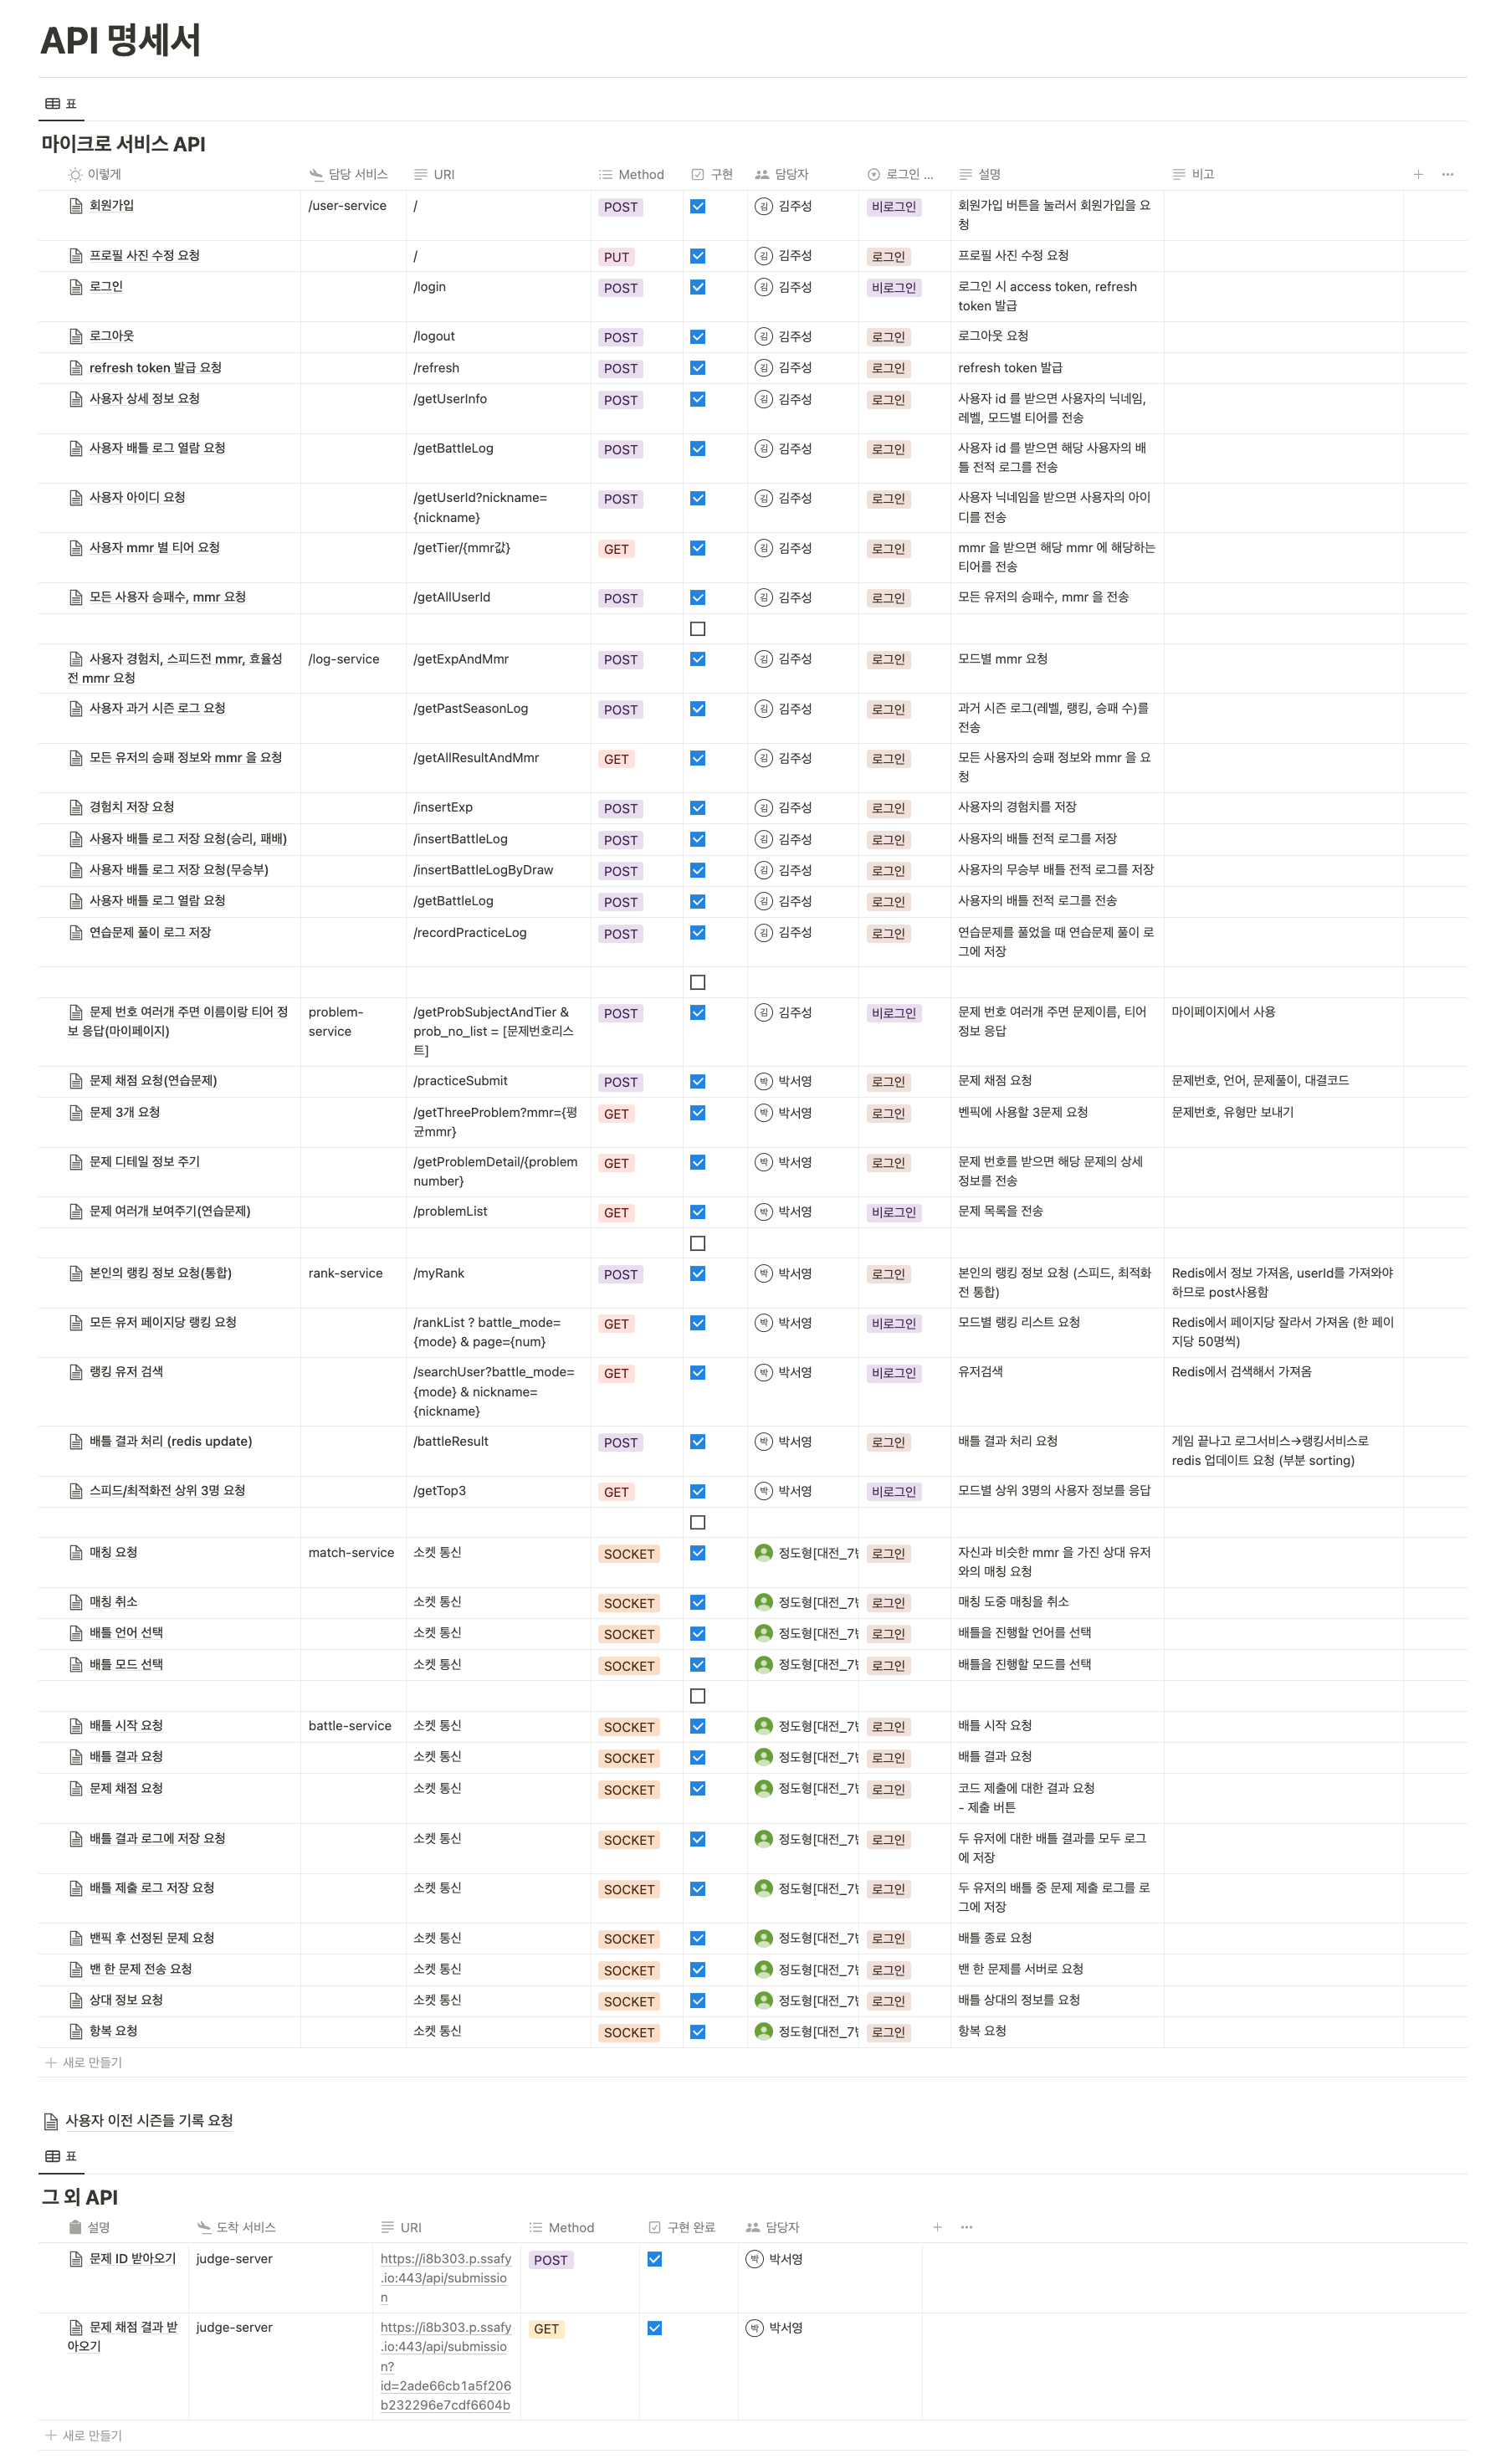 API 명세서
표
마이크로 서비스 API
이렇게 담당 서비스 URI Method 구현 담당자 로그인 ... 설명 비고
회원가입 /user-service / POST 김 김주성 비로그인 회원가입 버튼을 눌러서 회원가입을 요
청
프로필 사진 수정 요청 / PUT 김 김주성 로그인 프로필 사진 수정 요청
로그인 /login POST 김 김주성 비로그인 로그인 시 access token, refresh
token 발급
로그아웃 /logout POST 김 김주성 로그인 로그아웃 요청
refresh token 발급 요청 /refresh POST 김 김주성 로그인 refresh token 발급
사용자 상세 정보 요청 /getUserInfo POST 김 김주성 로그인 사용자 id 를 받으면 사용자의 닉네임,
레벨, 모드별 티어를 전송
사용자 배틀 로그 열람 요청 /getBattleLog POST 김 김주성 로그인 사용자 id 를 받으면 해당 사용자의 배
틀 전적 로그를 전송
사용자 아이디 요청 /getUserId?nickname= POST 김 김주성 로그인 사용자 닉네임을 받으면 사용자의 아이
{nickname} 디를 전송
사용자 mmr 별 티어 요청 /getTier/{mmr값} GET 김 김주성 로그인 mmr 을 받으면 해당 mmr 에 해당하는
티어를 전송
모든 사용자 승패수, mmr 요청 /getAllUserId POST 김 김주성 로그인 모든 유저의 승패수, mmr 을 전송
사용자 경험치, 스피드전 mmr, 효율성 /log-service /getExpAndMmr POST 김 김주성 로그인 모드별 mmr 요청
전 mmr 요청
사용자 과거 시즌 로그 요청 /getPastSeasonLog POST 김 김주성 로그인 과거 시즌 로그(레벨, 랭킹, 승패 수)를
전송
모든 유저의 승패 정보와 mmr 을 요청 /getAllResultAndMmr GET 김 김주성 로그인 모든 사용자의 승패 정보와 mmr 을 요
청
경험치 저장 요청 /insertExp POST 김 김주성 로그인 사용자의 경험치를 저장
사용자 배틀 로그 저장 요청(승리, 패배) /insertBattleLog POST 김 김주성 로그인 사용자의 배틀 전적 로그를 저장
사용자 배틀 로그 저장 요청(무승부) /insertBattleLogByDraw POST 김 김주성 로그인 사용자의 무승부 배틀 전적 로그를 저장
사용자 배틀 로그 열람 요청 /getBattleLog POST 김 김주성 로그인 사용자의 배틀 전적 로그를 전송
연습문제 풀이 로그 저장 /recordPracticeLog POST 김 김주성 로그인 연습문제를 풀었을 때 연습문제 풀이 로
그에 저장
문제 번호 여러개 주면 이름이랑 티어 정 problem- /getProbSubjectAndTier & POST 김 김주성 비로그인 문제 번호 여러개 주면 문제이름, 티어 마이페이지에서 사용
보 응답(마이페이지) service prob_no_list = [문제번호리스 정보 응답
트]
문제 채점 요청(연습문제) /practiceSubmit POST 박 박서영 로그인 문제 채점 요청 문제번호, 언어, 문제풀이, 대결코드
문제 3개 요청 /getThreeProblem?mmr={평 GET 박 박서영 로그인 벤픽에 사용할 3문제 요청 문제번호, 유형만 보내기
균mmr}
문제 디테일 정보 주기 /getProblemDetail/{problem GET 박 박서영 로그인 문제 번호를 받으면 해당 문제의 상세
number} 정보를 전송
문제 여러개 보여주기(연습문제) /problemList GET 박 박서영 비로그인 문제 목록을 전송
본인의 랭킹 정보 요청(통합) rank-service /myRank POST 박 박서영 로그인 본인의 랭킹 정보 요청 (스피드, 최적화 Redis에서 정보 가져옴, userId를 가져와야
전 통합) 하므로 post사용함
모든 유저 페이지당 랭킹 요청 /rankList ? battle_mode= GET 박 박서영 비로그인 모드별 랭킹 리스트 요청 Redis에서 페이지당 잘라서 가져옴 (한 페이
{mode} & page={num} 지당 50명씩)
랭킹 유저 검색 /searchUser?battle_mode= GET 박 박서영 비로그인 유저검색 Redis에서 검색해서 가져옴
{mode} & nickname=
{nickname}
배틀 결과 처리 (redis update) /battleResult POST 박 박서영 로그인 배틀 결과 처리 요청 게임 끝나고 로그서비스→랭킹서비스로
redis 업데이트 요청 (부분 sorting)
스피드/최적화전 상위 3명 요청 /getTop3 GET 박 박서영 비로그인 모드별 상위 3명의 사용자 정보를 응답
매칭 요청 match-service 소켓 통신 SOCKET 정도형[대전_7반 로그인 자신과 비슷한 mmr 을 가진 상대 유저
와의 매칭 요청
매칭 취소 소켓 통신 SOCKET 정도형[대전_7반 로그인 매칭 도중 매칭을 취소
배틀 언어 선택 소켓 통신 SOCKET 정도형[대전_7반 로그인 배틀을 진행할 언어를 선택
배틀 모드 선택 소켓 통신 SOCKET 정도형[대전_7반 로그인 배틀을 진행할 모드를 선택
배틀 시작 요청 battle-service 소켓 통신 SOCKET 정도형[대전_7반 로그인 배틀 시작 요청
배틀 결과 요청 소켓 통신 SOCKET 정도형[대전_7반 로그인 배틀 결과 요청
문제 채점 요청 소켓 통신 SOCKET 정도형[대전_7반 로그인 코드 제출에 대한 결과 요청
- 제출 버튼
배틀 결과 로그에 저장 요청 소켓 통신 SOCKET 정도형[대전_7반 로그인 두 유저에 대한 배틀 결과를 모두 로그
에 저장
배틀 제출 로그 저장 요청 소켓 통신 SOCKET 정도형[대전_7반 로그인 두 유저의 배틀 중 문제 제출 로그를 로
그에 저장
밴픽 후 선정된 문제 요청 소켓 통신 SOCKET 정도형[대전_7반 로그인 배틀 종료 요청
밴 한 문제 전송 요청 소켓 통신 SOCKET 정도형[대전_7반 로그인 밴 한 문제를 서버로 요청
상대 정보 요청 소켓 통신 SOCKET 정도형[대전_7반 로그인 배틀 상대의 정보를 요청
항복 요청 소켓 통신 SOCKET 정도형[대전_7반 로그인 항복 요청
새로 만들기
사용자 이전 시즌들 기록 요청
표
그 외 API
설명 도착 서비스 URI Method 구현 완료 담당자
문제 ID 받아오기 judge-server https://i8b303.p.ssafy POST 박 박서영
.io:443/api/submissio
n
문제 채점 결과 받 judge-server https://i8b303.p.ssafy GET 박 박서영
아오기 .io:443/api/submissio
n?
id=2ade66cb1a5f206
b232296e7cdf6604b
새로 만들기